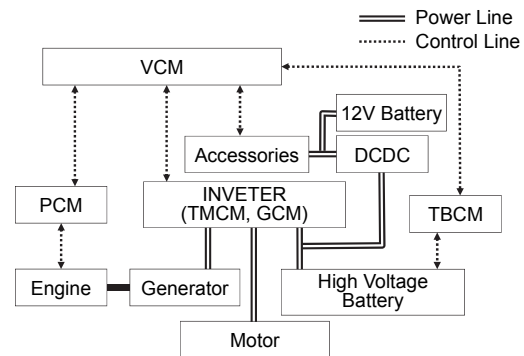 Power Line
Control Line
VCM
12V Battery
Accessories
DCDC
INVETER
(TMCM, GCM)
PCM
TBCM
Engine
Generator
High Voltage
Battery
Motor